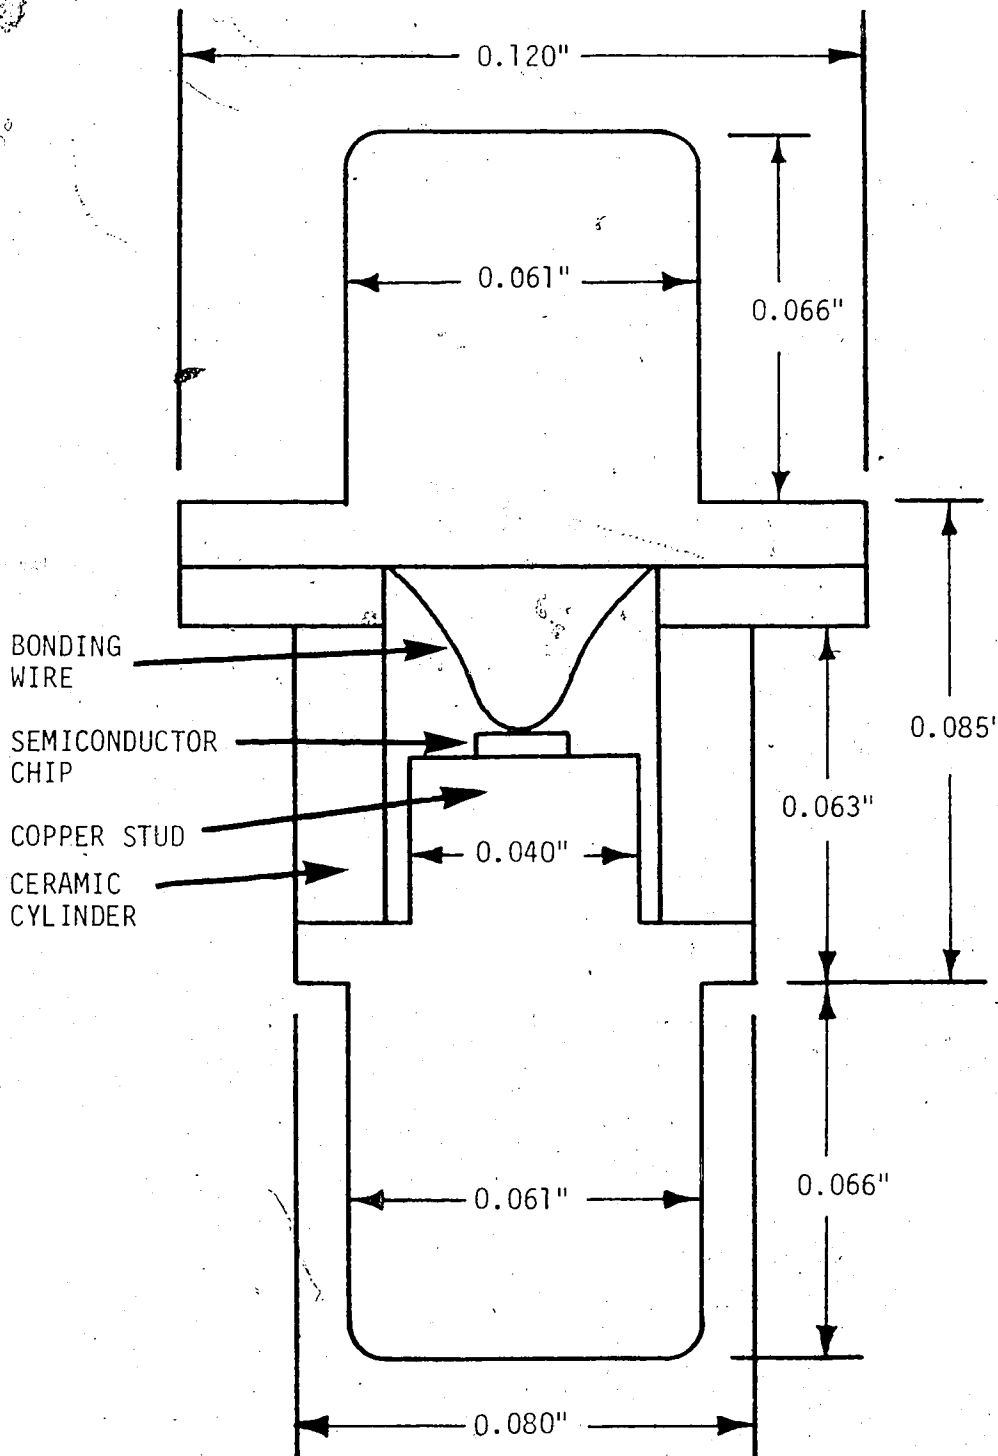 0.120"
0.061"
0.066"
BONDING
WIRE
0.085'
SEMICONDUCTOR
CHIP
0.063"
COPPER STUD
0.040"
CERAMIC
CYLINDER
0.061"
0.066"
0.080"